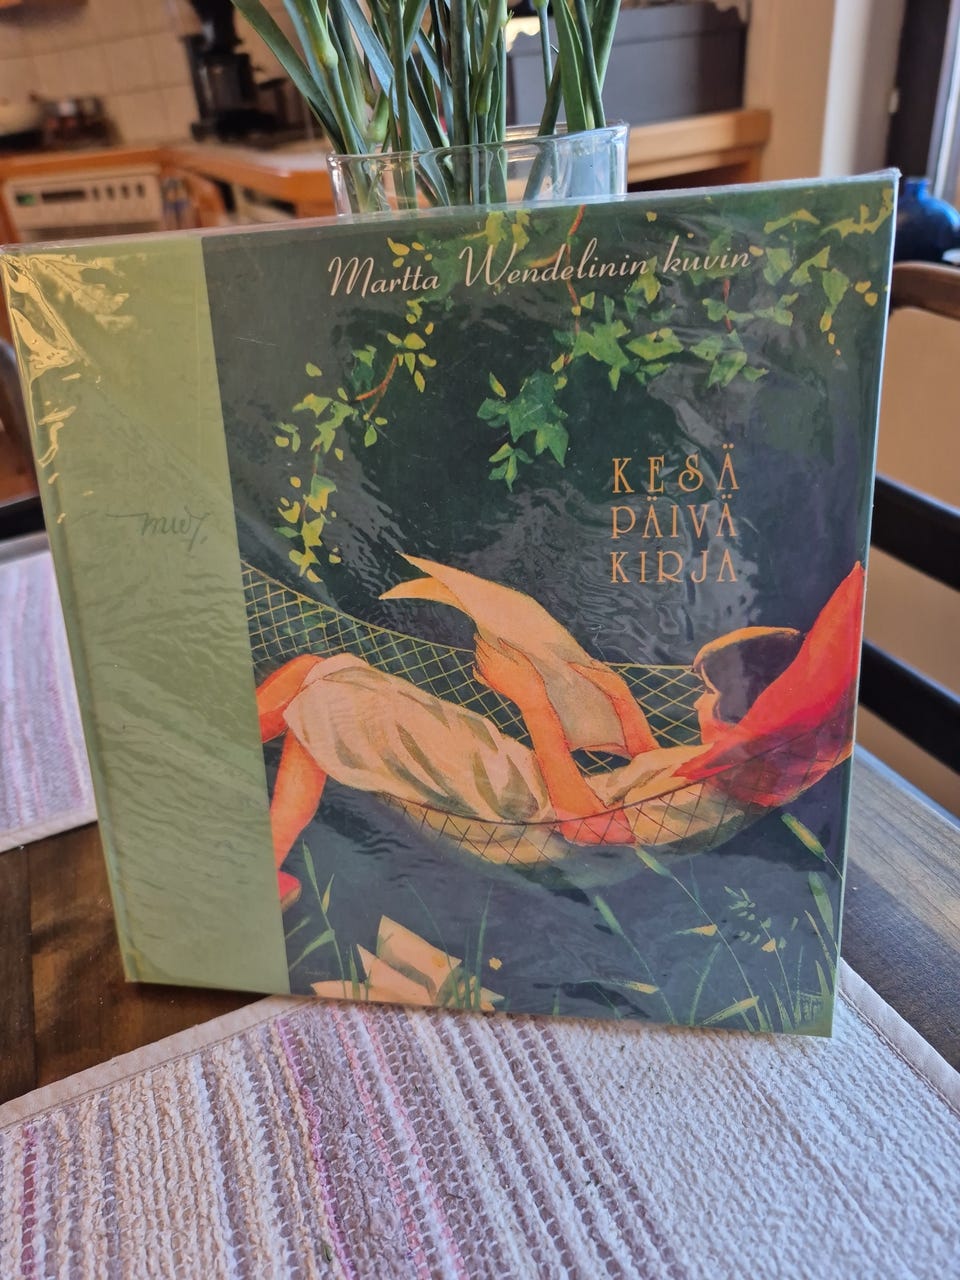 Martta Wendelinin kuvin
KESÄ
PÄIVÄ
KIRJA